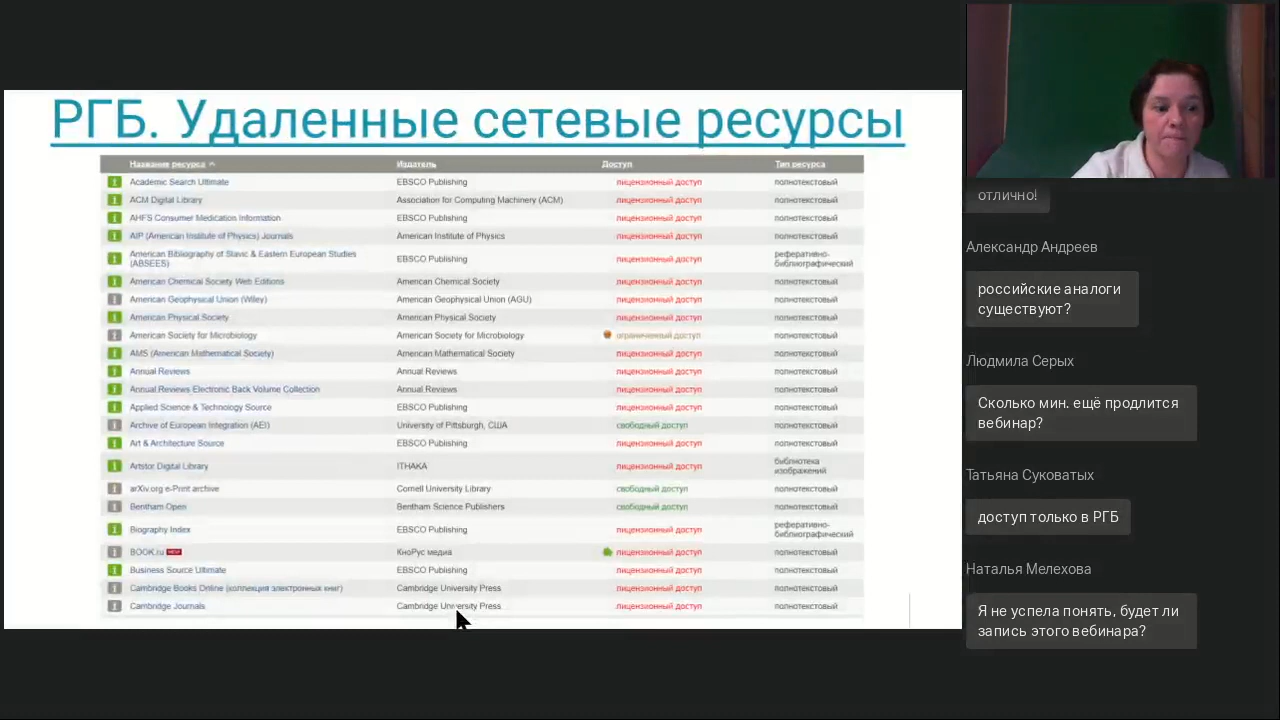 РГБ. Удаленные сетевые ресурсы
Название ресурса Издатель Доступ Тип ресурса
Academic Search Ultimate EBSCO Publishing лицензионный доступ полнотекстовый
ACM Digital Library Association for Computing Machinery (ACM) лицензионный доступ полнотекстовый
AHFS Consumer Medication Information EBSCO Publishing лицензионный доступ полнотекстовый
AIP (American Institute of Physics) Journals American Institute of Physics лицензионный доступ полнотекстовый
American Bibliography of Slavic & Eastern European Studies (ABSEES) EBSCO Publishing лицензионный доступ реферативно-библиографический
American Chemical Society Web Editions American Chemical Society лицензионный доступ полнотекстовый
American Geophysical Union (Wiley) American Geophysical Union (AGU) лицензионный доступ полнотекстовый
American Physical Society American Physical Society лицензионный доступ полнотекстовый
American Society for Microbiology American Society for Microbiology ограниченный доступ полнотекстовый
AMS (American Mathematical Society) American Mathematical Society лицензионный доступ полнотекстовый
Annual Reviews Annual Reviews лицензионный доступ полнотекстовый
Annual Reviews Electronic Back Volume Collection Annual Reviews лицензионный доступ полнотекстовый
Applied Science & Technology Source EBSCO Publishing лицензионный доступ полнотекстовый
Archive of European Integration (AEI) University of Pittsburgh, США свободный доступ полнотекстовый
Art & Architecture Source EBSCO Publishing лицензионный доступ полнотекстовый
Artstor Digital Library ITHAKA лицензионный доступ библиотека изображений
arXiv.org e-Print archive Cornell University Library свободный доступ полнотекстовый
Bentham Open Bentham Science Publishers свободный доступ полнотекстовый
Biography Index EBSCO Publishing лицензионный доступ реферативно-библиографический
BOOK.ru NEW КноРус медиа лицензионный доступ полнотекстовый
Business Source Ultimate EBSCO Publishing лицензионный доступ полнотекстовый
Cambridge Books Online (коллекция электронных книг) Cambridge University Press лицензионный доступ полнотекстовый
Cambridge Journals Cambridge University Press лицензионный доступ полнотекстовый
отлично!
Александр Андреев
российские аналоги
существуют?
Людмила Серых
Сколько мин. ещё продлится
вебинар?
Татьяна Суковатых
доступ только в РГБ
Наталья Мелехова
Я не успела понять, будет ли
запись этого вебинара?